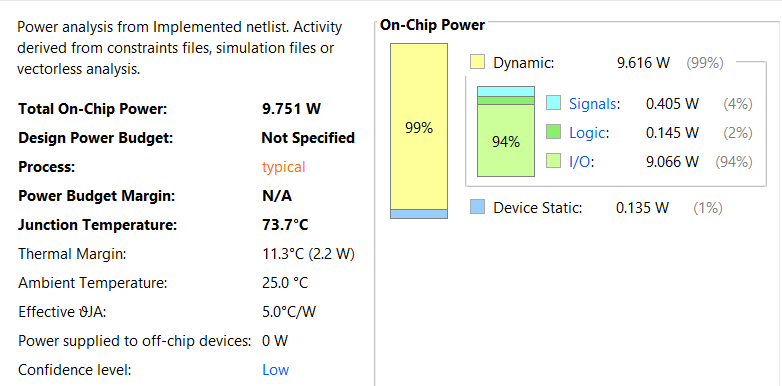 Power analysis from Implemented netlist. Activity
derived from constraints files, simulation files or
vectorless analysis.
Total On-Chip Power: 9.751 W
Design Power Budget: Not Specified
Process: typical
Power Budget Margin: N/A
Junction Temperature: 73.7°C
Thermal Margin: 11.3°C (2.2 W)
Ambient Temperature: 25.0 °C
Effective ϑJA: 5.0°C/W
Power supplied to off-chip devices: 0 W
Confidence level: Low
On-Chip Power
99%
Dynamic: 9.616 W (99%)
94%
Signals: 0.405 W (4%)
Logic: 0.145 W (2%)
I/O: 9.066 W (94%)
Device Static: 0.135 W (1%)